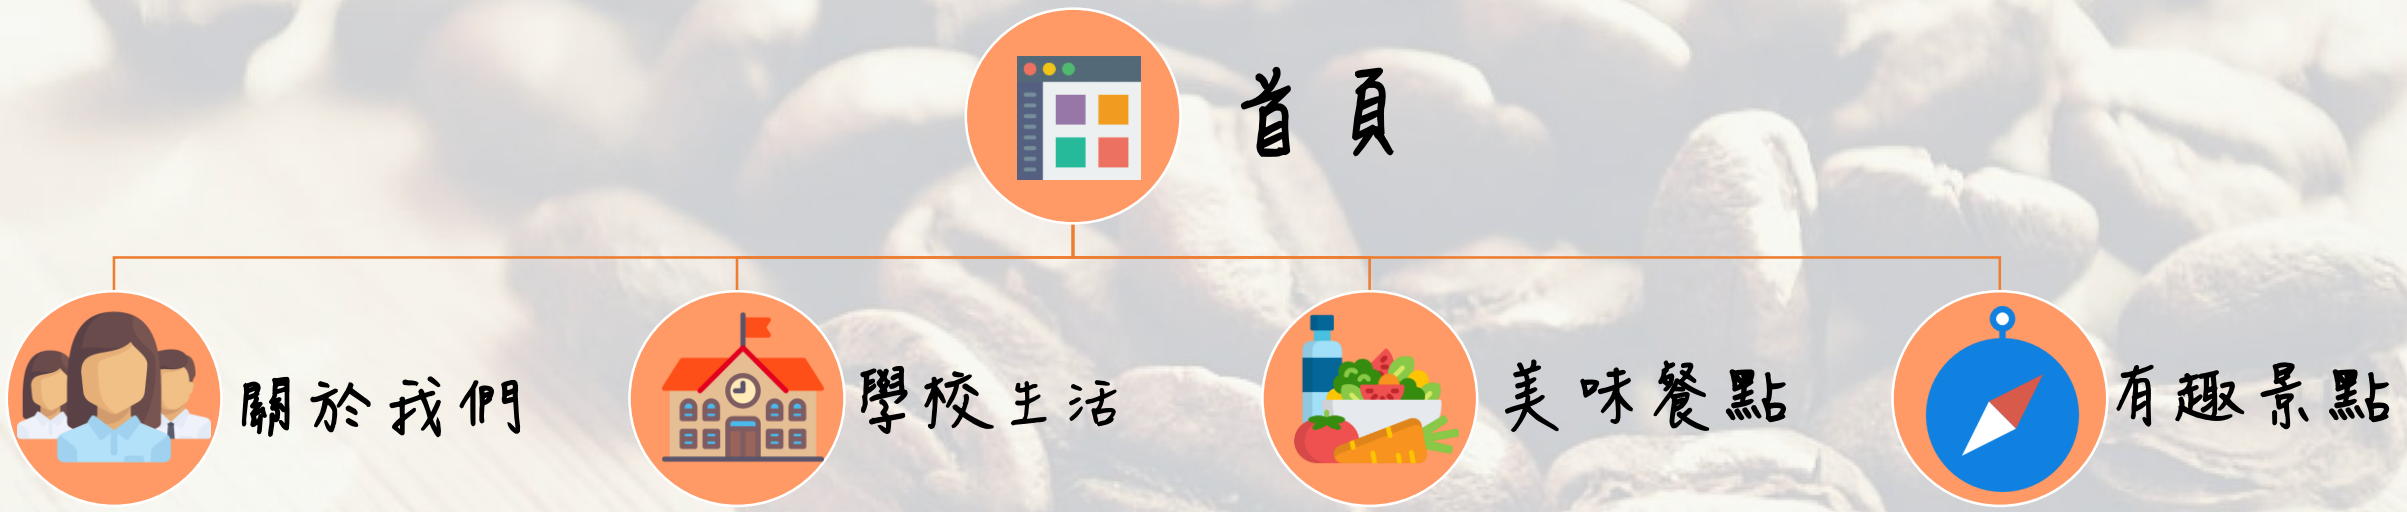 首頁
關於我們
學校生活
美味餐點
有趣景點